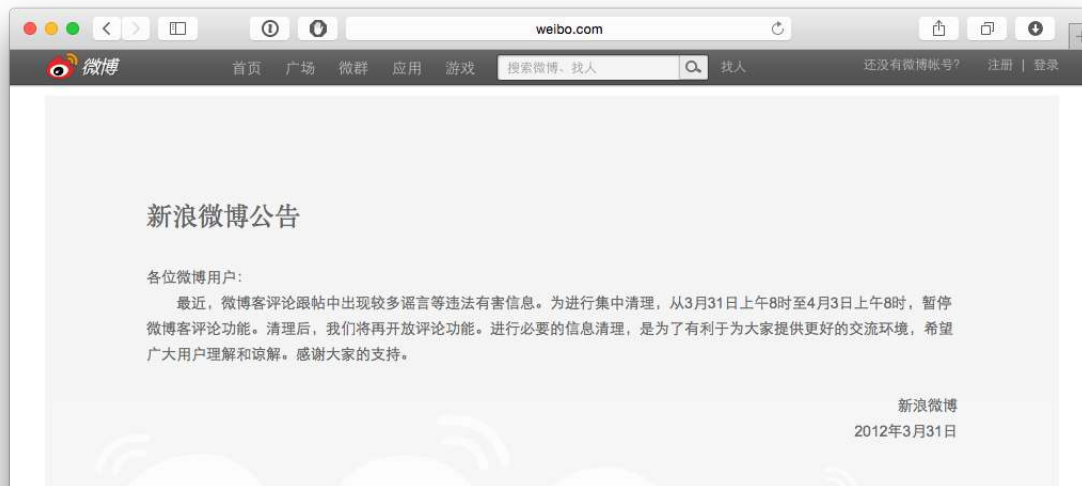 weibo.com
微博 首页 广场 微群 应用 游戏 搜索微博、找人 找人 还没有微博帐号? 注册 | 登录
新浪微博公告
各位微博用户：
最近，微博客评论跟帖中出现较多谣言等违法有害信息。为进行集中清理，从3月31日上午8时至4月3日上午8时，暂停
微博客评论功能。清理后，我们将再开放评论功能。进行必要的信息清理，是为了有利于为大家提供更好的交流环境，希望
广大用户理解和谅解。感谢大家的支持。
新浪微博
2012年3月31日